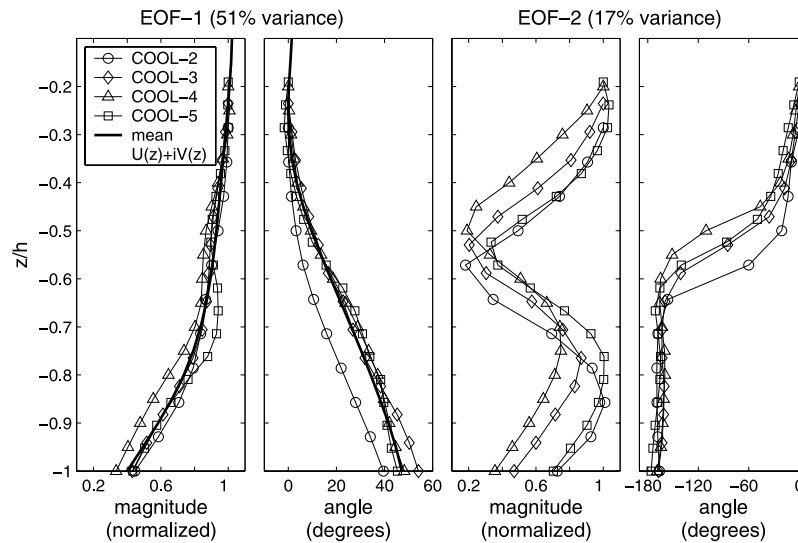 EOF−1 (51% variance)
EOF−2 (17% variance)
COOL−2
COOL−3
COOL−4
COOL−5
mean
U(z)+iV(z)
z/h
−0.2
−0.3
−0.4
−0.5
−0.6
−0.7
−0.8
−0.9
−1
0.2 0.6 1
0 20 40 60
0.2 0.6 1
−180 −120 −60 0
magnitude
(normalized)
angle
(degrees)
magnitude
(normalized)
angle
(degrees)